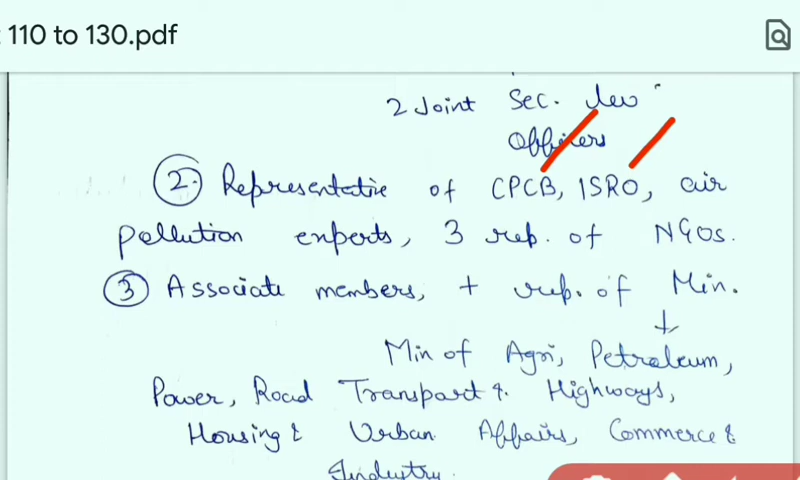 110 to 130.pdf
2 Joint Sec. lev
Officers
2. Representative of CPCB, ISRO, air
pollution experts, 3 rep. of NGOs.
3 Associate members, + rep. of Min.
Min of Agri, Petroleum,
Power, Road Transport & Highways,
Housing & Urban Affairs, Commerce &
Industry.